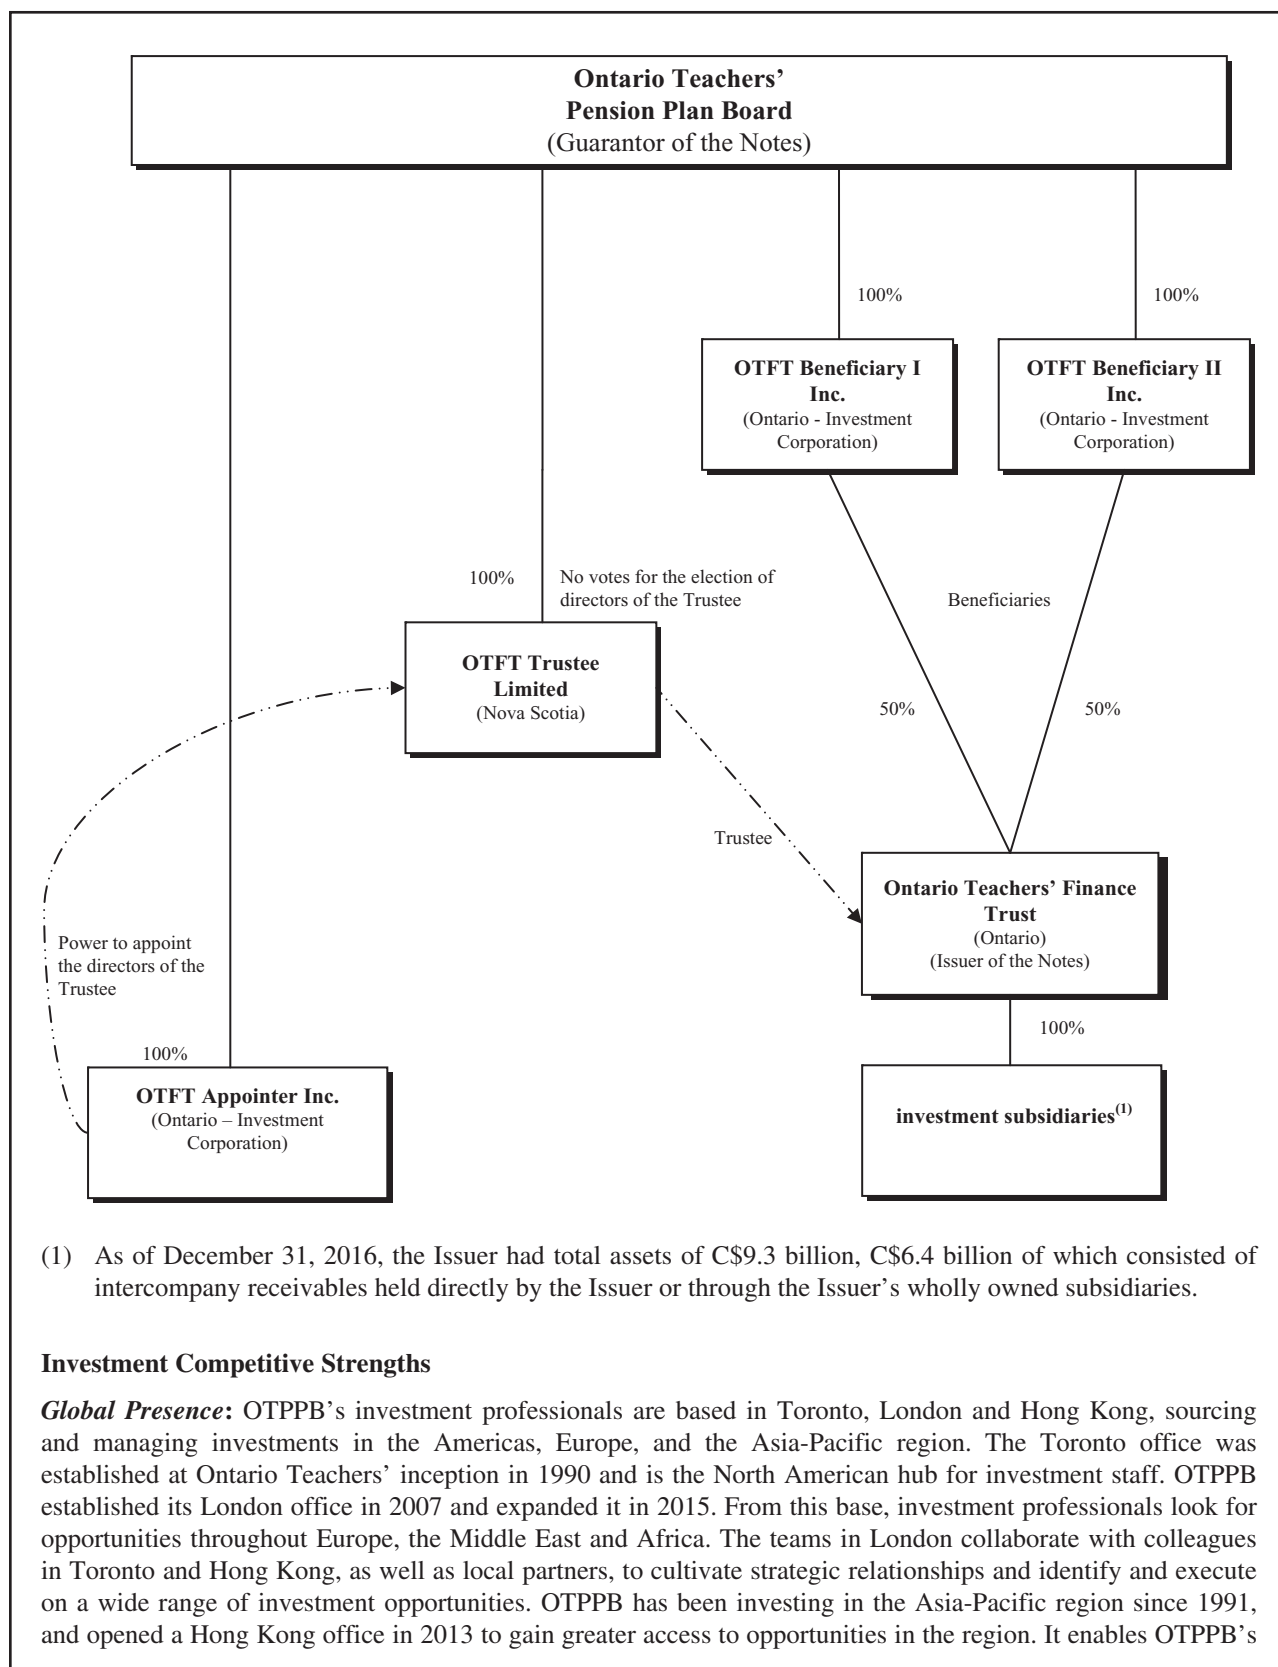 Ontario Teachers’
Pension Plan Board
(Guarantor of the Notes)
100%
100%
OTFT Beneficiary I
Inc.
(Ontario - Investment
Corporation)
OTFT Beneficiary II
Inc.
(Ontario - Investment
Corporation)
100%
No votes for the election of
directors of the Trustee
Beneficiaries
OTFT Trustee
Limited
(Nova Scotia)
50%
50%
Trustee
Ontario Teachers’ Finance
Trust
(Ontario)
(Issuer of the Notes)
Power to appoint
the directors of the
Trustee
100%
100%
OTFT Appointer Inc.
(Ontario – Investment
Corporation)
investment subsidiaries(1)
(1) As of December 31, 2016, the Issuer had total assets of C$9.3 billion, C$6.4 billion of which consisted of
intercompany receivables held directly by the Issuer or through the Issuer’s wholly owned subsidiaries.
Investment Competitive Strengths
Global Presence: OTPPB’s investment professionals are based in Toronto, London and Hong Kong, sourcing
and managing investments in the Americas, Europe, and the Asia-Pacific region. The Toronto office was
established at Ontario Teachers’ inception in 1990 and is the North American hub for investment staff. OTPPB
established its London office in 2007 and expanded it in 2015. From this base, investment professionals look for
opportunities throughout Europe, the Middle East and Africa. The teams in London collaborate with colleagues
in Toronto and Hong Kong, as well as local partners, to cultivate strategic relationships and identify and execute
on a wide range of investment opportunities. OTPPB has been investing in the Asia-Pacific region since 1991,
and opened a Hong Kong office in 2013 to gain greater access to opportunities in the region. It enables OTPPB’s